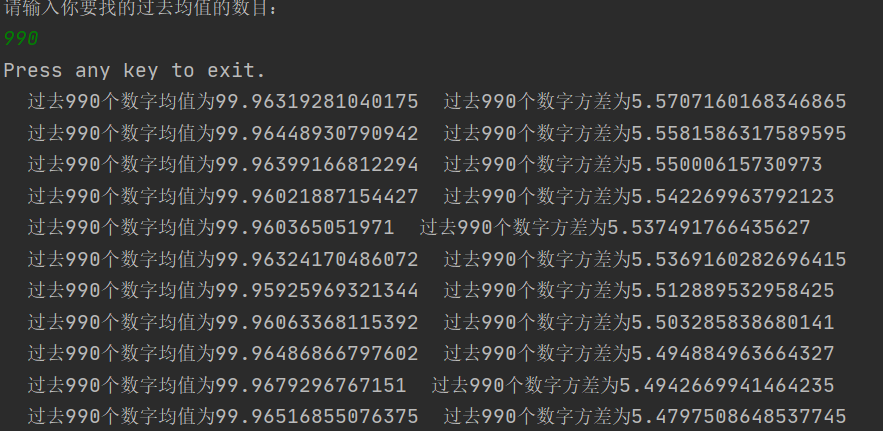 请输入你要找的过去均值的数目：
990
Press any key to exit.
过去990个数字均值为99.96319281040175 过去990个数字方差为5.5707160168346865
过去990个数字均值为99.96448930790942 过去990个数字方差为5.5581586317589595
过去990个数字均值为99.96399166812294 过去990个数字方差为5.55000615730973
过去990个数字均值为99.96021887154427 过去990个数字方差为5.542269963792123
过去990个数字均值为99.960365051971 过去990个数字方差为5.537491766435627
过去990个数字均值为99.96324170486072 过去990个数字方差为5.5369160282696415
过去990个数字均值为99.95925969321344 过去990个数字方差为5.512889532958425
过去990个数字均值为99.96063368115392 过去990个数字方差为5.503285838680141
过去990个数字均值为99.96486866797602 过去990个数字方差为5.494884963664327
过去990个数字均值为99.9679296767151 过去990个数字方差为5.4942669941464235
过去990个数字均值为99.96516855076375 过去990个数字方差为5.4797508648537745